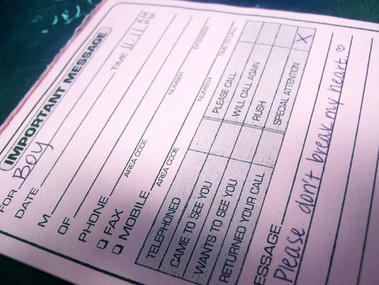 IMPORTANT MESSAGE
FOR Boy
DATE TIME 11:11 A.M. P.M.
M
OF
PHONE AREA CODE NUMBER EXTENSION
FAX
MOBILE AREA CODE NUMBER TIME TO CALL
TELEPHONED PLEASE CALL
CAME TO SEE YOU WILL CALL AGAIN
WANTS TO SEE YOU RUSH
RETURNED YOUR CALL SPECIAL ATTENTION X
ESSAGE Please don't break my heart ♡